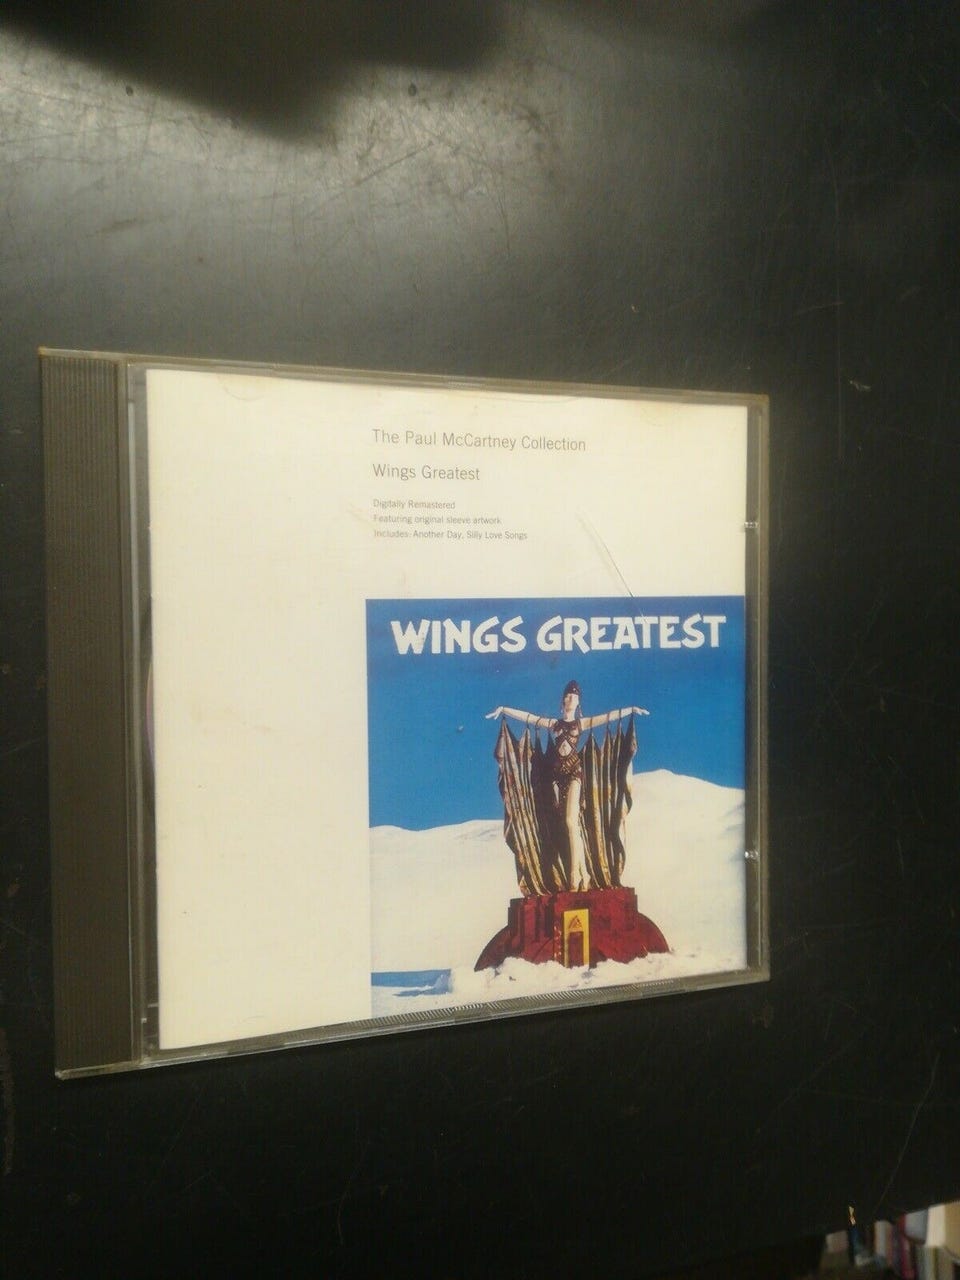 The Paul McCartney Collection
Wings Greatest
Digitally Remastered
Featuring original sleeve artwork
Includes: Another Day, Silly Love Songs
WINGS GREATEST